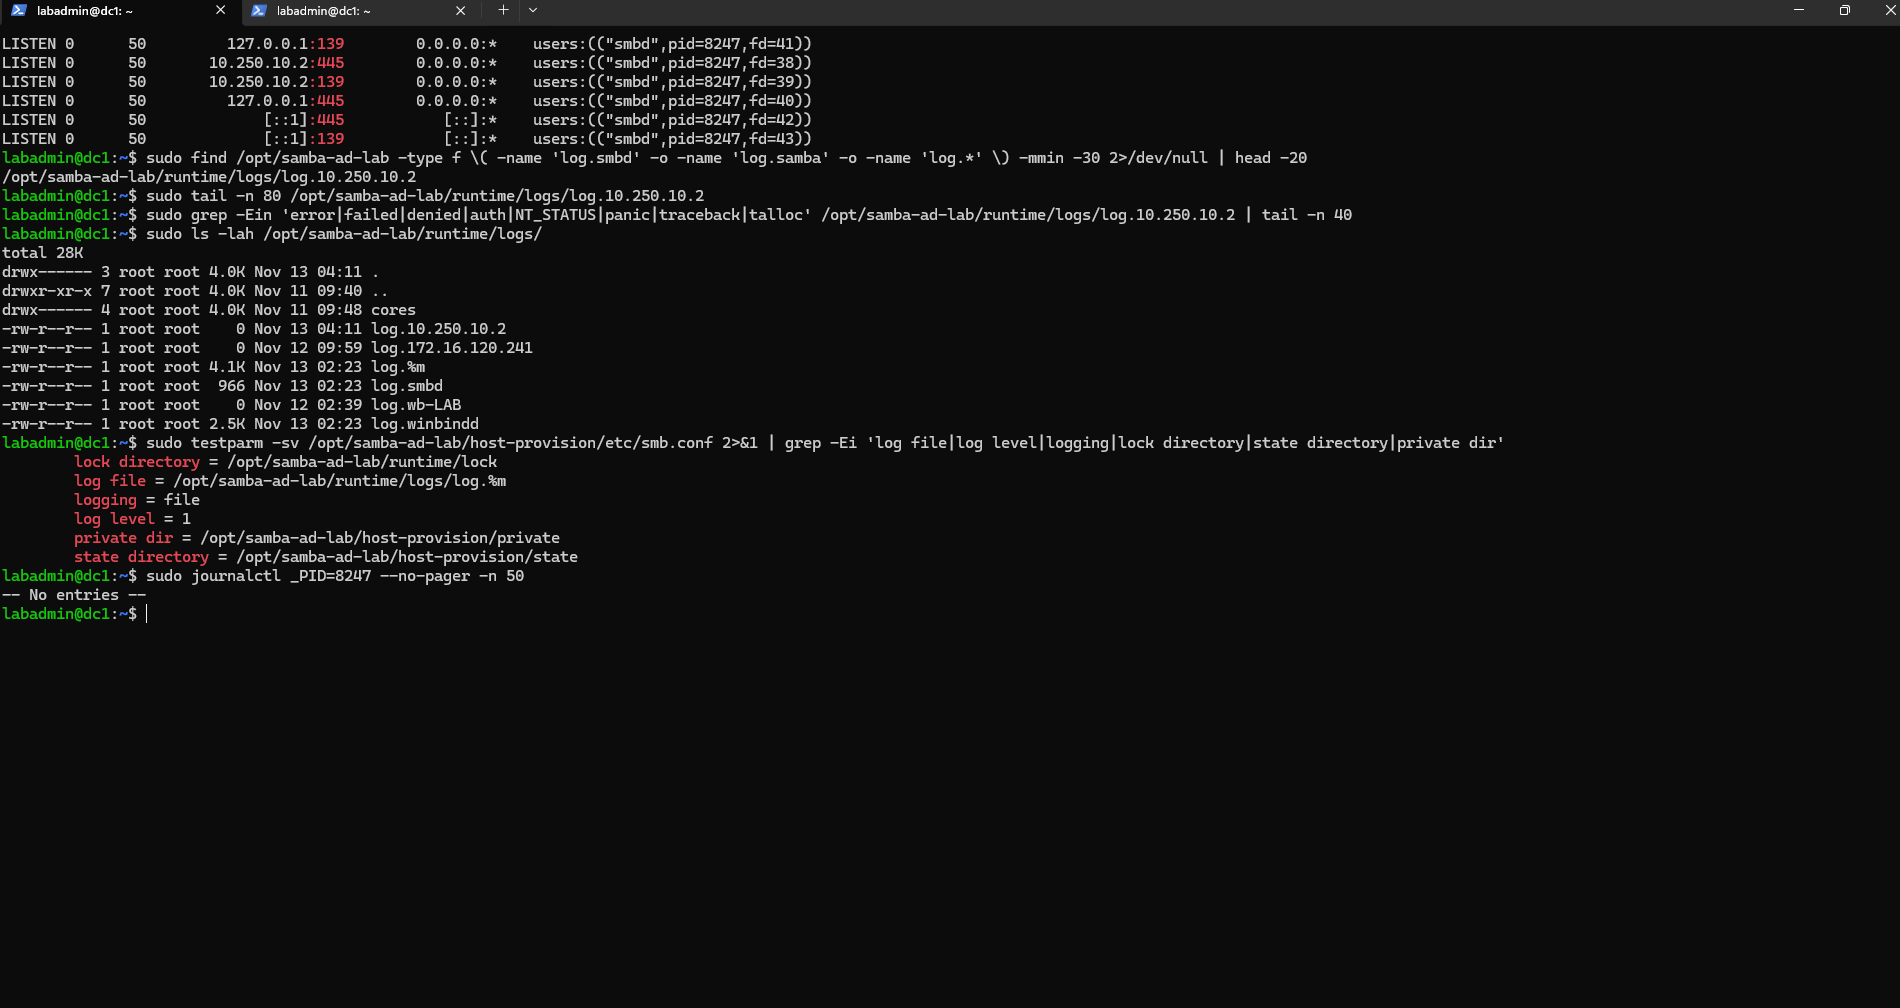 labadmin@dc1: ~
labadmin@dc1: ~
LISTEN 0      50         127.0.0.1:139        0.0.0.0:*    users:(("smbd",pid=8247,fd=41))
LISTEN 0      50       10.250.10.2:445        0.0.0.0:*    users:(("smbd",pid=8247,fd=38))
LISTEN 0      50       10.250.10.2:139        0.0.0.0:*    users:(("smbd",pid=8247,fd=39))
LISTEN 0      50         127.0.0.1:445        0.0.0.0:*    users:(("smbd",pid=8247,fd=40))
LISTEN 0      50             [::1]:445           [::]:*    users:(("smbd",pid=8247,fd=42))
LISTEN 0      50             [::1]:139           [::]:*    users:(("smbd",pid=8247,fd=43))
labadmin@dc1:~$ sudo find /opt/samba-ad-lab -type f \( -name 'log.smbd' -o -name 'log.samba' -o -name 'log.*' \) -mmin -30 2>/dev/null | head -20
/opt/samba-ad-lab/runtime/logs/log.10.250.10.2
labadmin@dc1:~$ sudo tail -n 80 /opt/samba-ad-lab/runtime/logs/log.10.250.10.2
labadmin@dc1:~$ sudo grep -Ein 'error|failed|denied|auth|NT_STATUS|panic|traceback|talloc' /opt/samba-ad-lab/runtime/logs/log.10.250.10.2 | tail -n 40
labadmin@dc1:~$ sudo ls -lah /opt/samba-ad-lab/runtime/logs/
total 28K
drwx------ 3 root root 4.0K Nov 13 04:11 .
drwxr-xr-x 7 root root 4.0K Nov 11 09:40 ..
drwx------ 4 root root 4.0K Nov 11 09:48 cores
-rw-r--r-- 1 root root    0 Nov 13 04:11 log.10.250.10.2
-rw-r--r-- 1 root root    0 Nov 12 09:59 log.172.16.120.241
-rw-r--r-- 1 root root 4.1K Nov 13 02:23 log.%m
-rw-r--r-- 1 root root  966 Nov 13 02:23 log.smbd
-rw-r--r-- 1 root root    0 Nov 12 02:39 log.wb-LAB
-rw-r--r-- 1 root root 2.5K Nov 13 02:23 log.winbindd
labadmin@dc1:~$ sudo testparm -sv /opt/samba-ad-lab/host-provision/etc/smb.conf 2>&1 | grep -Ei 'log file|log level|logging|lock directory|state directory|private dir'
        lock directory = /opt/samba-ad-lab/runtime/lock
        log file = /opt/samba-ad-lab/runtime/logs/log.%m
        logging = file
        log level = 1
        private dir = /opt/samba-ad-lab/host-provision/private
        state directory = /opt/samba-ad-lab/host-provision/state
labadmin@dc1:~$ sudo journalctl _PID=8247 --no-pager -n 50
-- No entries --
labadmin@dc1:~$